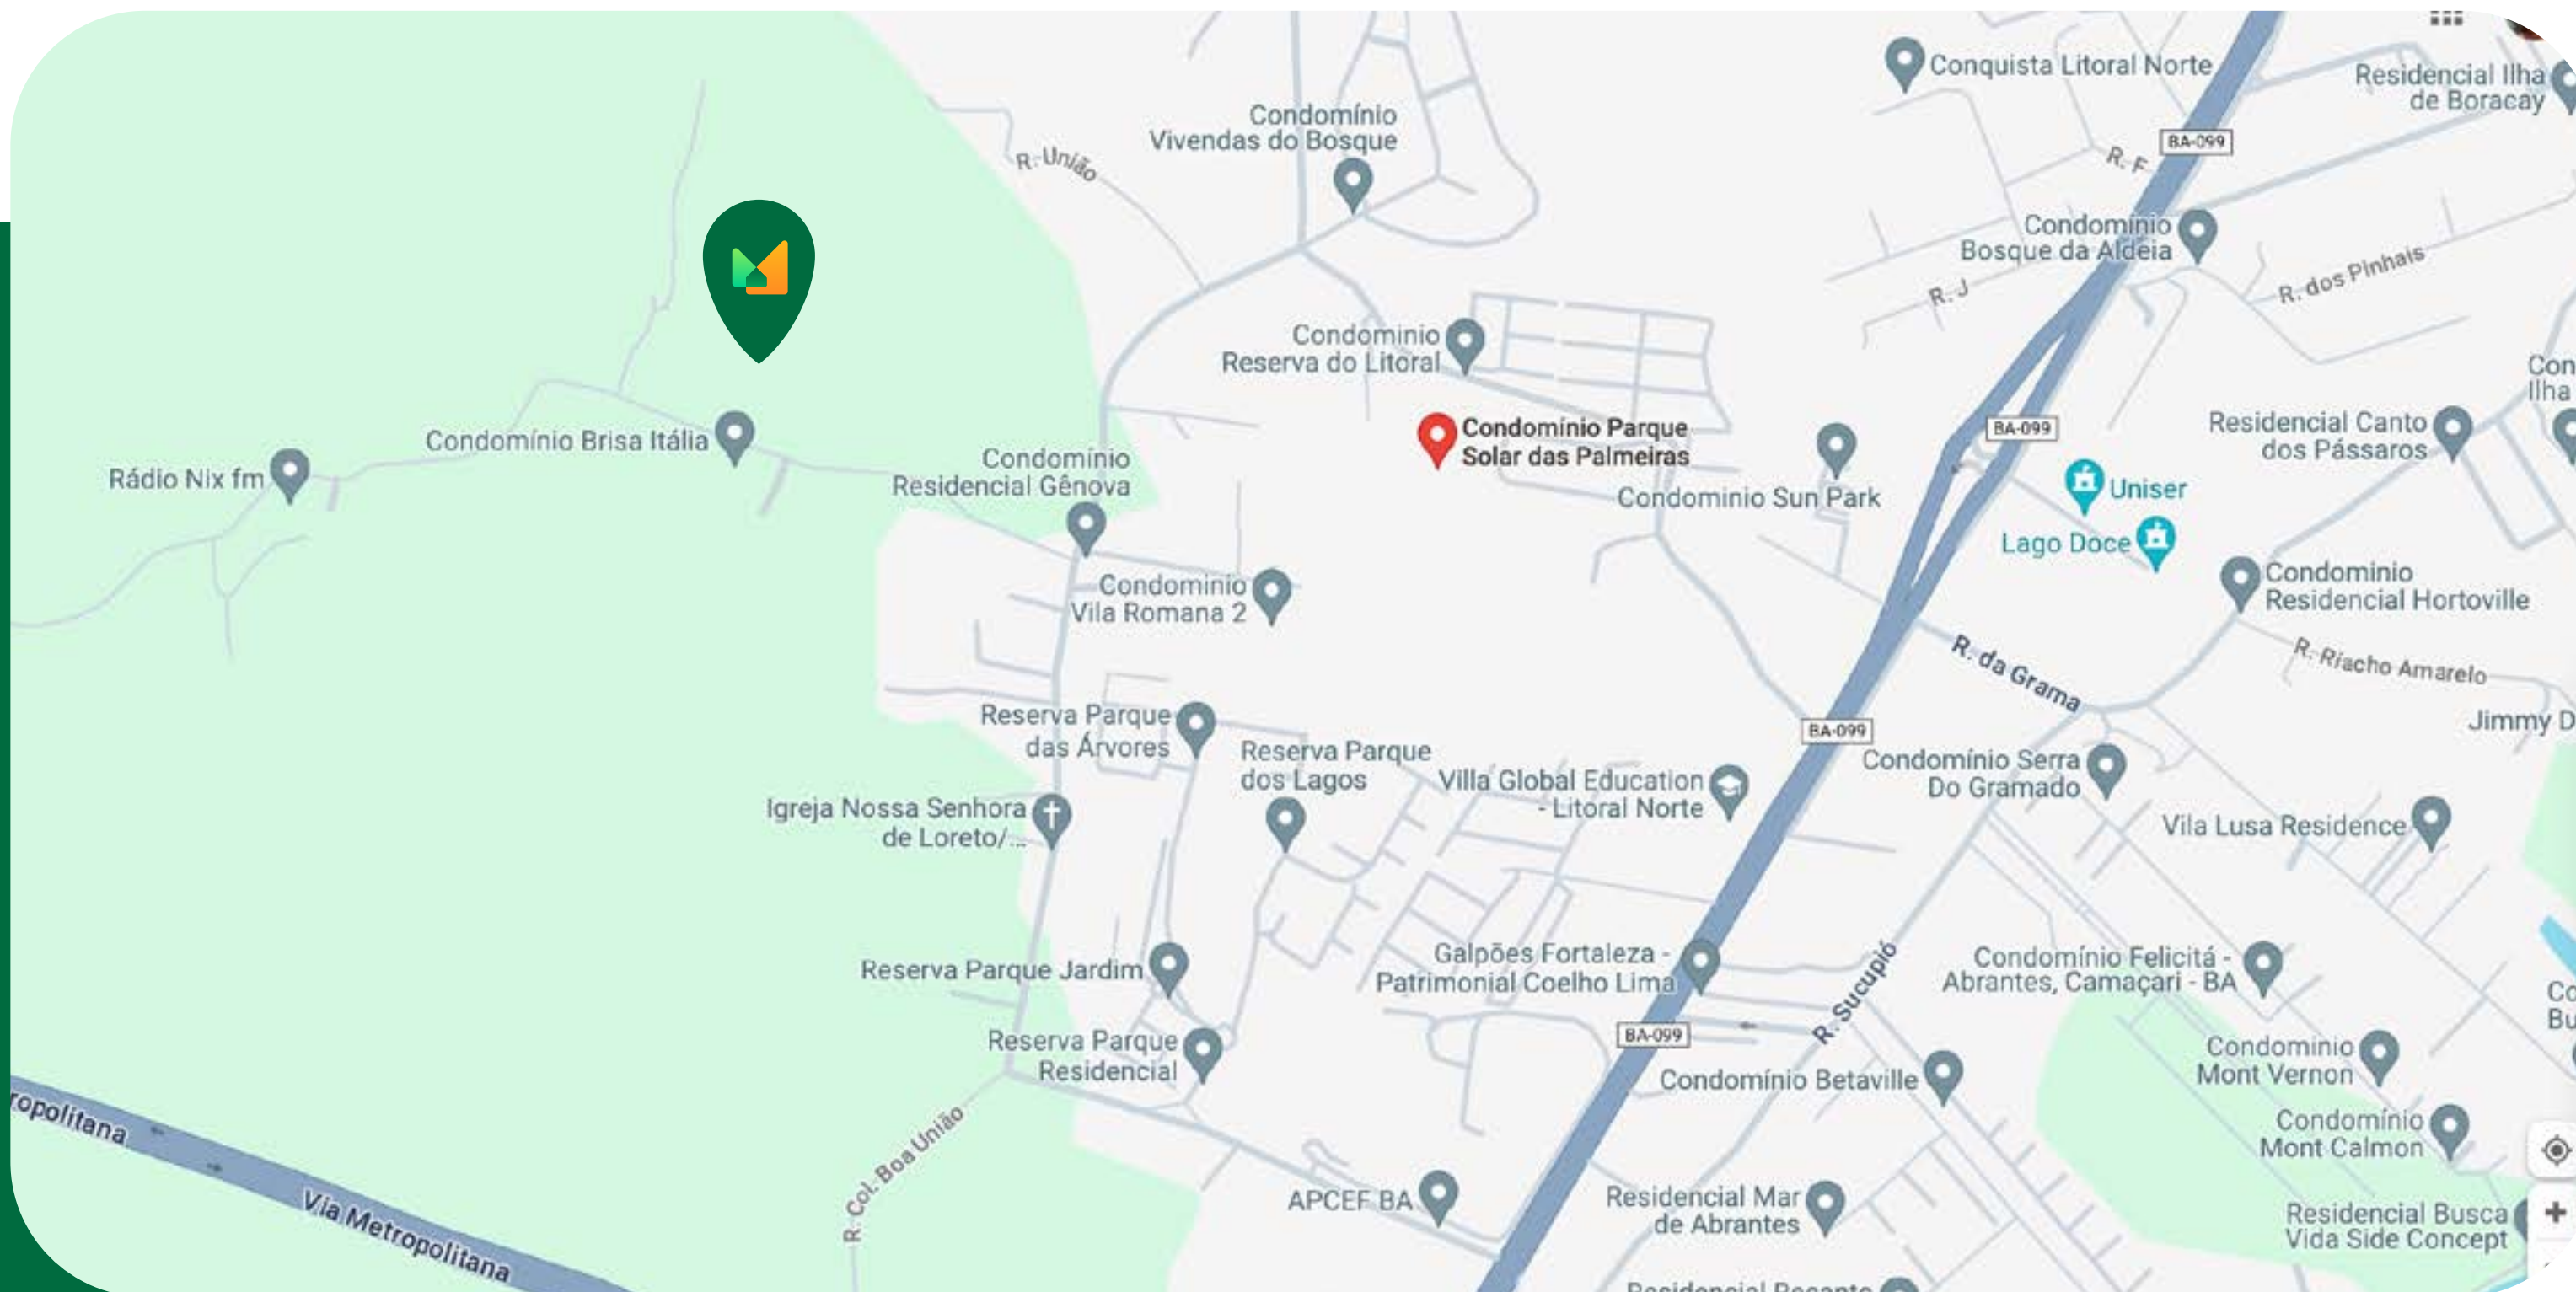 Conquista Litoral Norte
Residencial Ilha
de Boracay
Condomínio
Vivendas do Bosque
BA-099
R. F
R. União
Condomínio
Bosque da Aldeia
R. dos Pinhais
R. J
Condominio
Reserva do Litoral
Con
Ilha
Condomínio Parque
Solar das Palmeiras
BA-099
Residencial Canto
dos Pássaros
Condomínio Brisa Itália
Rádio Nix fm
Condomínio
Residencial Gênova
Condominio Sun Park
Uniser
Lago Doce
Condominio
Residencial Hortoville
Condominio
Vila Romana 2
R. da Grama
R. Riacho Amarelo
Reserva Parque
das Árvores
BA-099
Jimmy D
Reserva Parque
dos Lagos
Villa Global Education
- Litoral Norte
Condomínio Serra
Do Gramado
Igreja Nossa Senhora
de Loreto/...
Vila Lusa Residence
Reserva Parque Jardim
Galpões Fortaleza -
Patrimonial Coelho Lima
R. Sucupió
Condomínio Felicitá -
Abrantes, Camaçari - BA
Co
Bu
BA-099
Reserva Parque
Residencial
Condomínio Betaville
Condominio
Mont Vernon
ropolitana
R. Col. Boa União
Condomínio
Mont Calmon
Via Metropolitana
APCEF BA
Residencial Mar
de Abrantes
Residencial Busca
Vida Side Concept